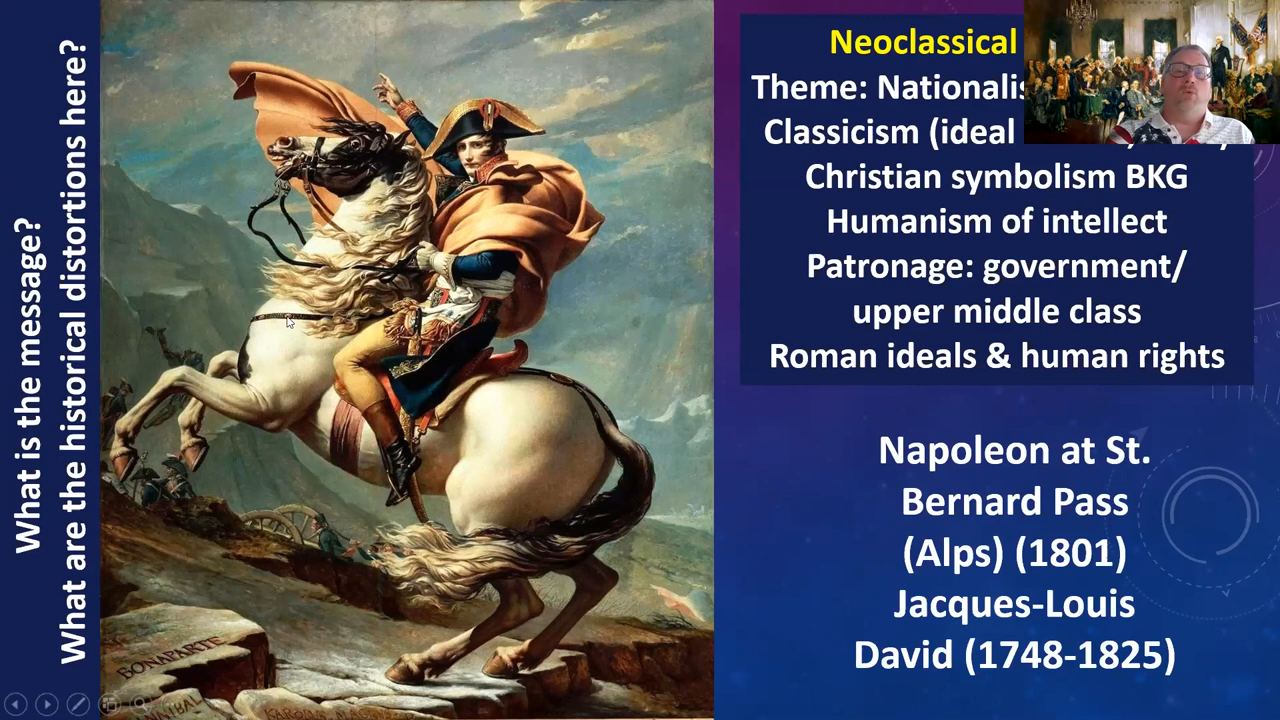 What is the message?
What are the historical distortions here?
Neoclassical
Theme:
Classicism (ideal
Christian symbolism BKG
Humanism of intellect
Patronage: government/
upper middle class
Roman ideals & human rights
Napoleon at St.
Bernard Pass
(Alps) (1801)
Jacques-Louis
David (1748-1825)
BONAPARTE